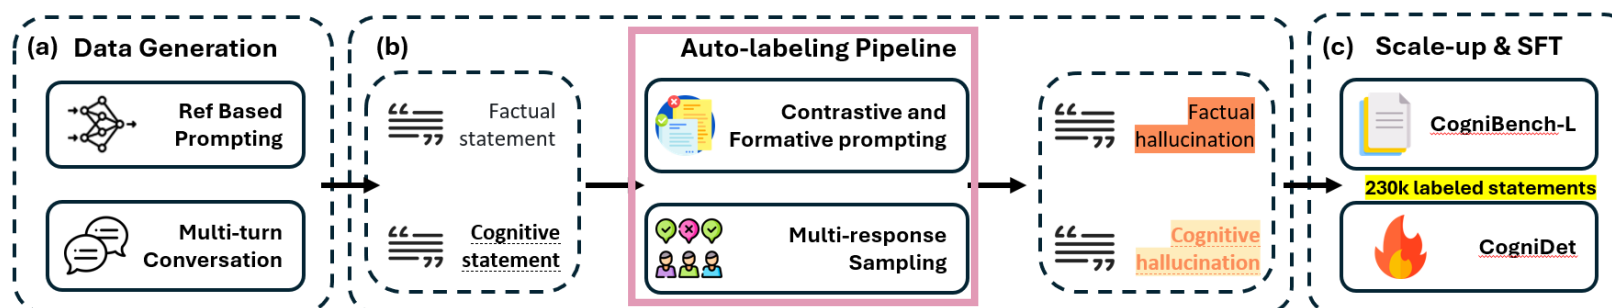 (a) Data Generation
Ref Based
Prompting
Multi-turn
Conversation
(b)
Factual
statement
Cognitive
statement
Auto-labeling Pipeline
Contrastive and
Formative prompting
Multi-response
Sampling
Factual
hallucination
Cognitive
hallucination
(c) Scale-up & SFT
CogniBench-L
230k labeled statements
CogniDet